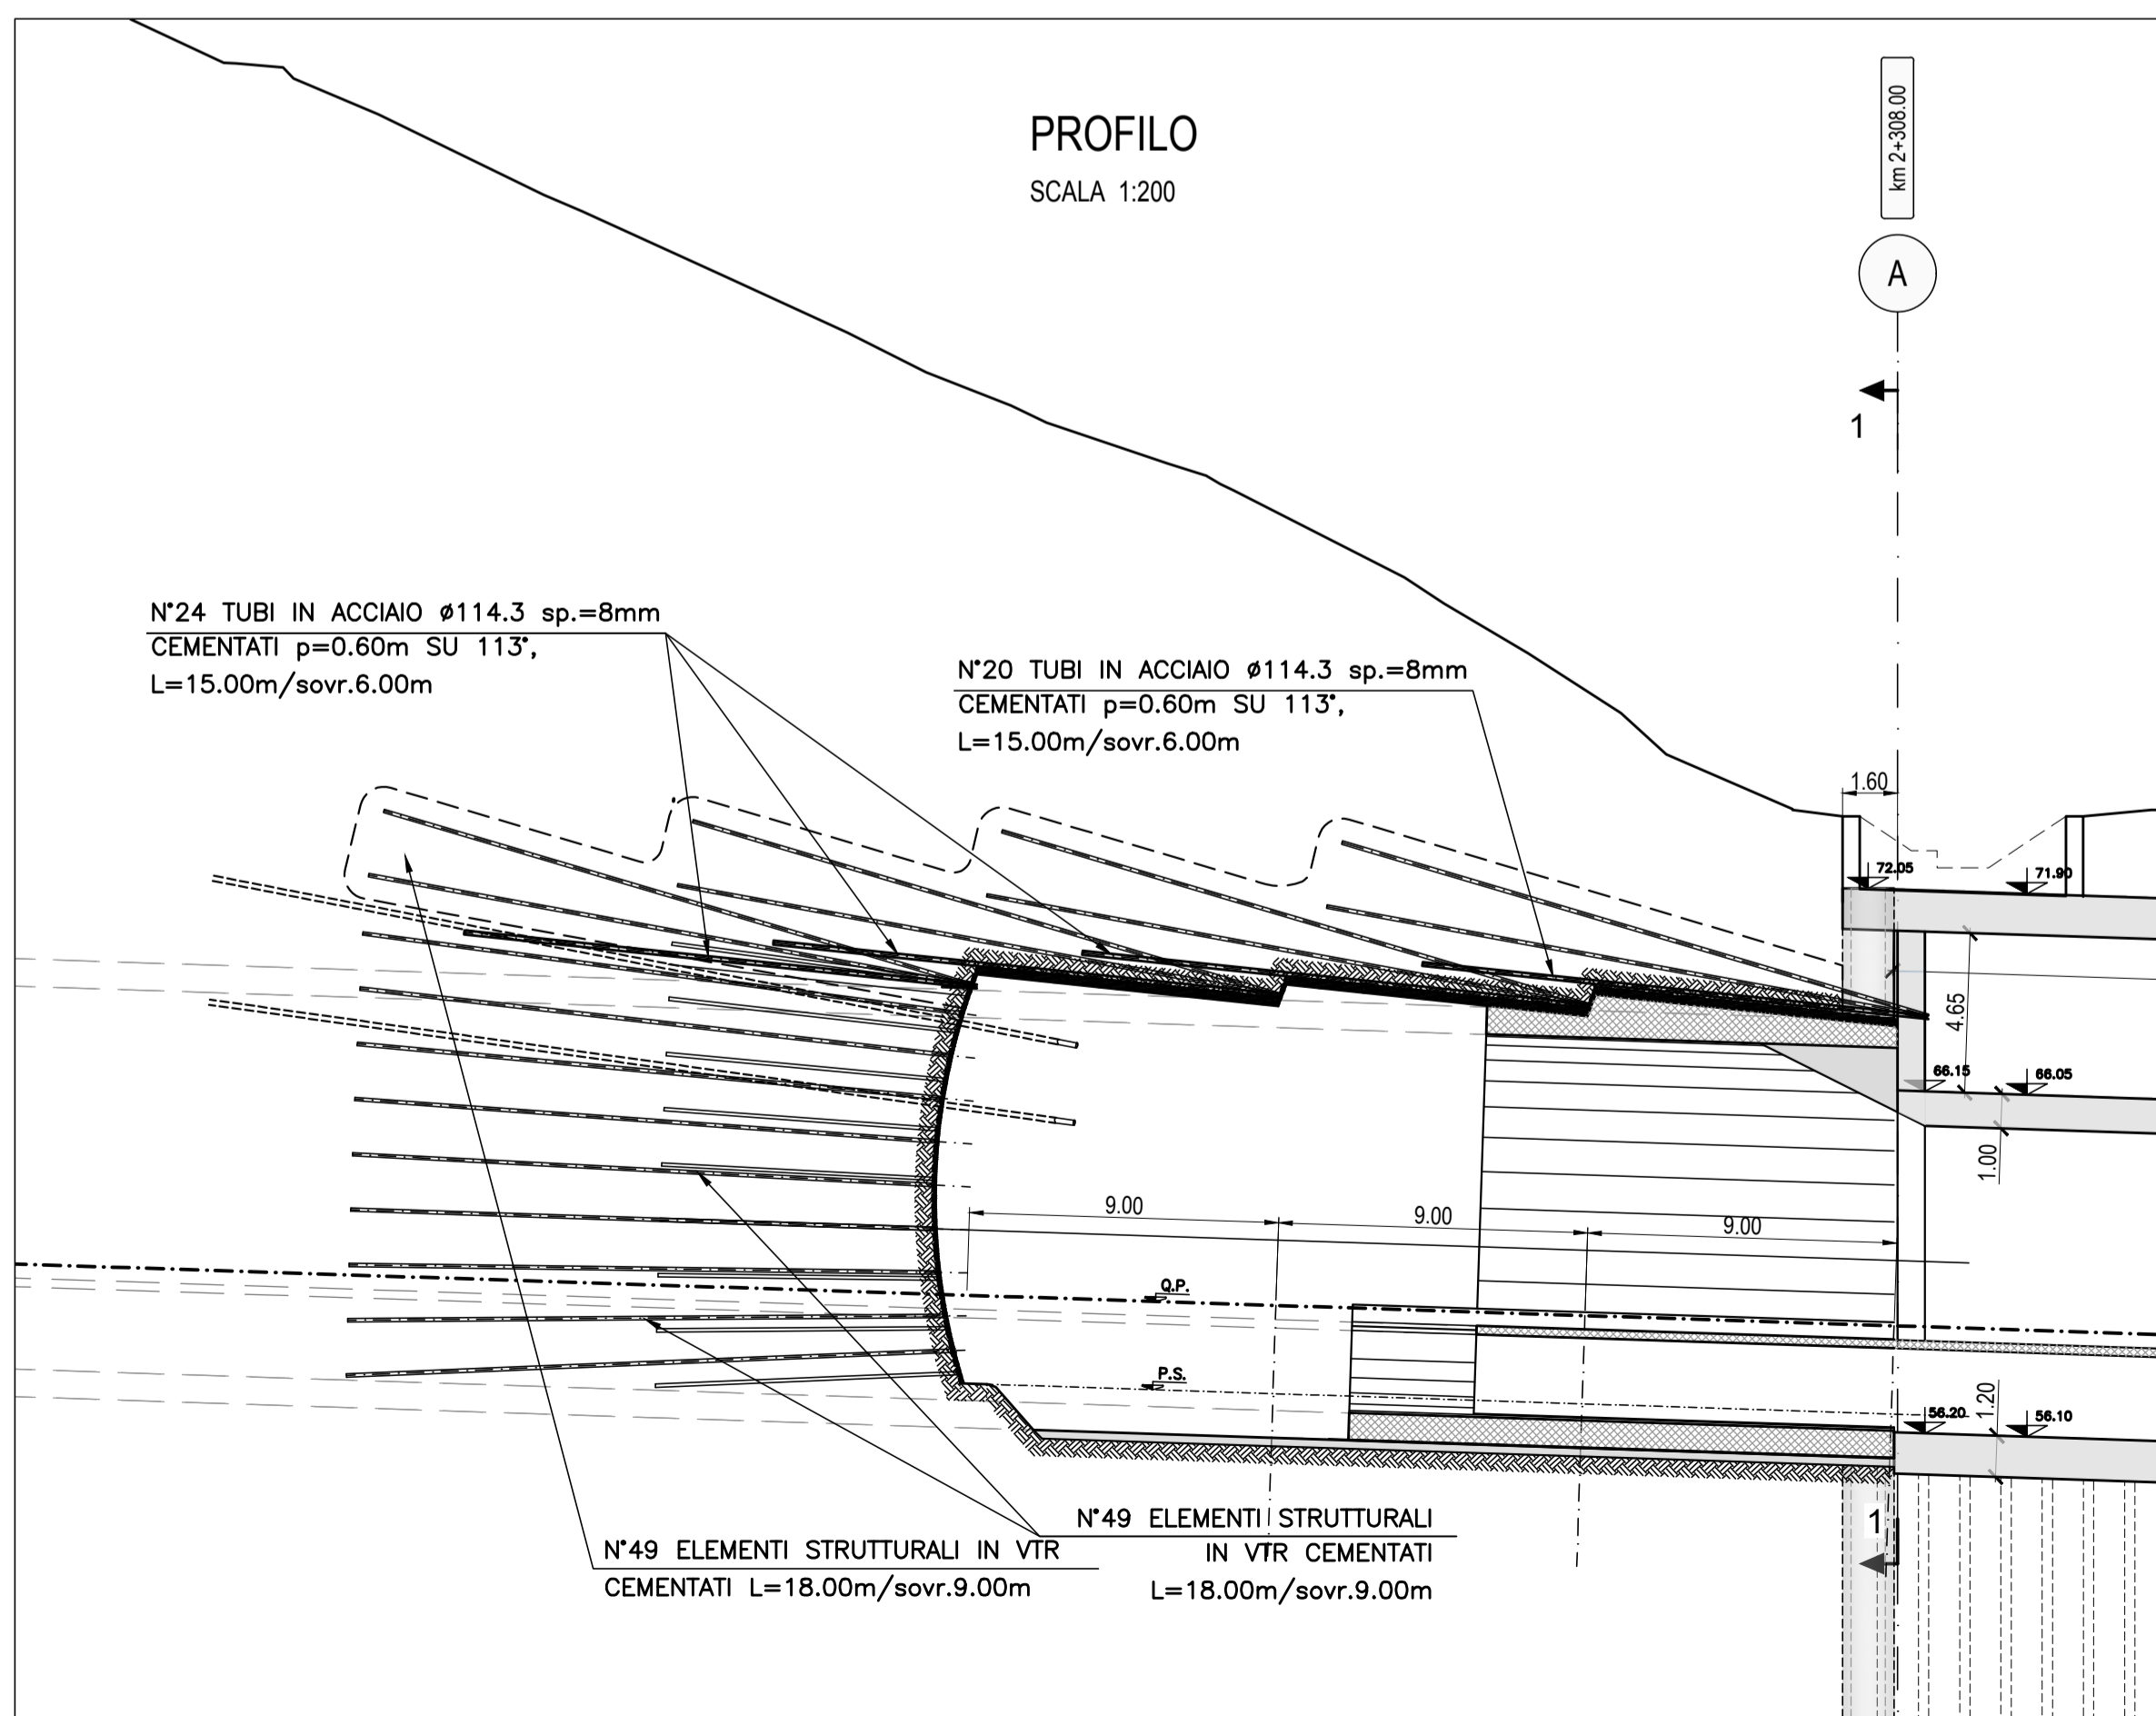 PROFILO
SCALA 1:200
km 2+308.00
A
1
N°24 TUBI IN ACCIAIO ø114.3 sp.=8mm
CEMENTATI p=0.60m SU 113°,
L=15.00m/sovr.6.00m
N°20 TUBI IN ACCIAIO ø114.3 sp.=8mm
CEMENTATI p=0.60m SU 113°,
L=15.00m/sovr.6.00m
1.60
72.05
71.90
4.65
66.15
66.05
1.00
9.00
9.00
9.00
Q.P.
P.S.
1.20
56.20
56.10
1
N°49 ELEMENTI STRUTTURALI
IN VTR CEMENTATI
L=18.00m/sovr.9.00m
N°49 ELEMENTI STRUTTURALI IN VTR
CEMENTATI L=18.00m/sovr.9.00m